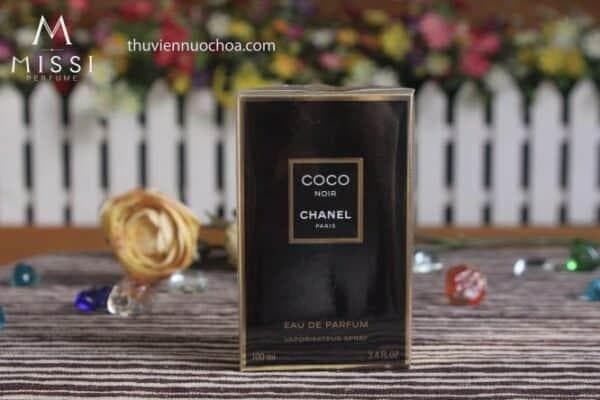 M
MISSI
PERFUME
thuviennuochoa.com
COCO
NOIR
CHANEL
PARIS
EAU DE PARFUM
VAPORISATEUR SPRAY
100 ml 3.4 fl. oz